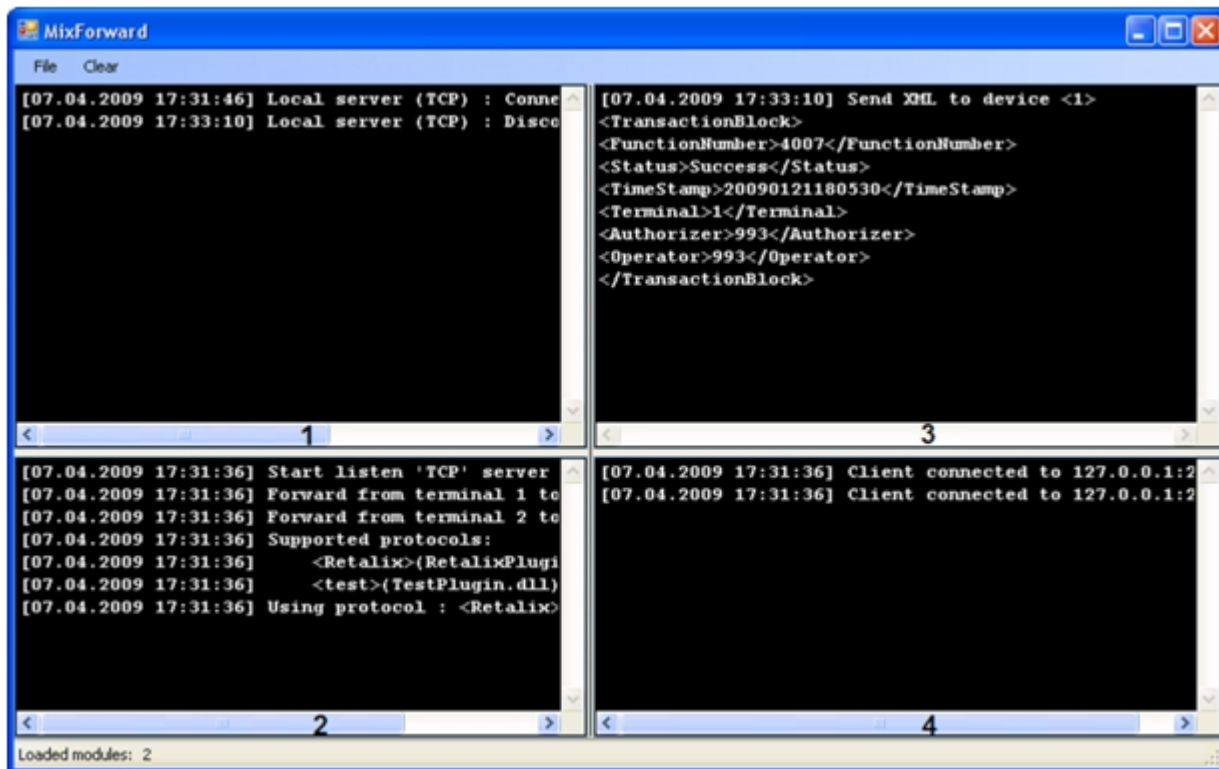 MixForward
File Clear
[07.04.2009 17:31:46] Local server (TCP) : Conne
[07.04.2009 17:33:10] Local server (TCP) : Disco
1
[07.04.2009 17:33:10] Send XML to device <1>
<TransactionBlock>
<FunctionNumber>4007</FunctionNumber>
<Status>Success</Status>
<TimeStamp>20090121180530</TimeStamp>
<Terminal>1</Terminal>
<Authorizer>993</Authorizer>
<Operator>993</Operator>
</TransactionBlock>
3
[07.04.2009 17:31:36] Start listen 'TCP' server
[07.04.2009 17:31:36] Forward from terminal 1 to
[07.04.2009 17:31:36] Forward from terminal 2 to
[07.04.2009 17:31:36] Supported protocols:
[07.04.2009 17:31:36] <Retalix>(RetalixPlugi
[07.04.2009 17:31:36] <test>(TestPlugin.dll)
[07.04.2009 17:31:36] Using protocol : <Retalix>
2
[07.04.2009 17:31:36] Client connected to 127.0.0.1:2
[07.04.2009 17:31:36] Client connected to 127.0.0.1:2
4
Loaded modules: 2